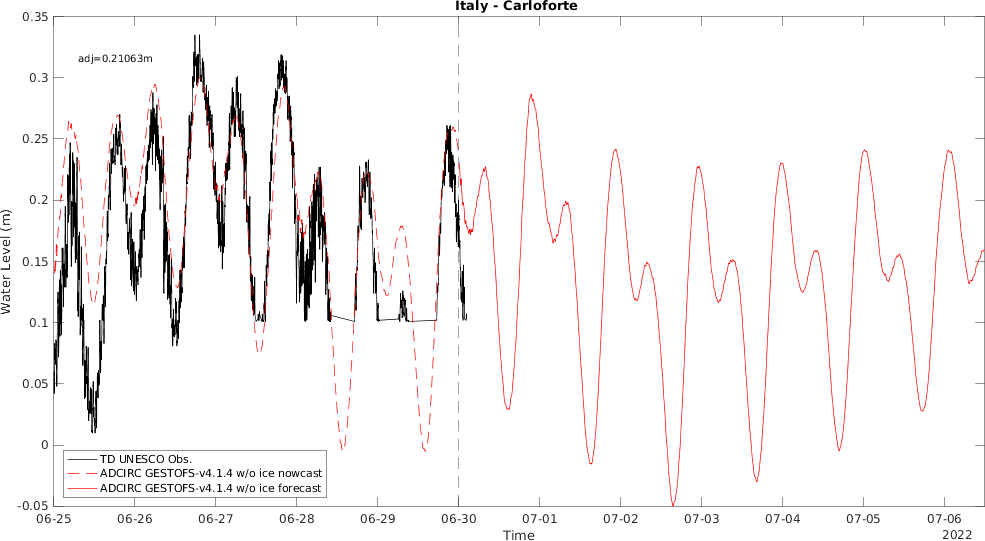 Italy - Carloforte
0.35
0.3
0.25
0.2
0.15
0.1
0.05
0
-0.05
Water Level (m)
adj=0.21063m
TD UNESCO Obs.
ADCIRC GESTOFS-v4.1.4 w/o ice nowcast
ADCIRC GESTOFS-v4.1.4 w/o ice forecast
06-25 06-26 06-27 06-28 06-29 06-30 07-01 07-02 07-03 07-04 07-05 07-06
Time
2022